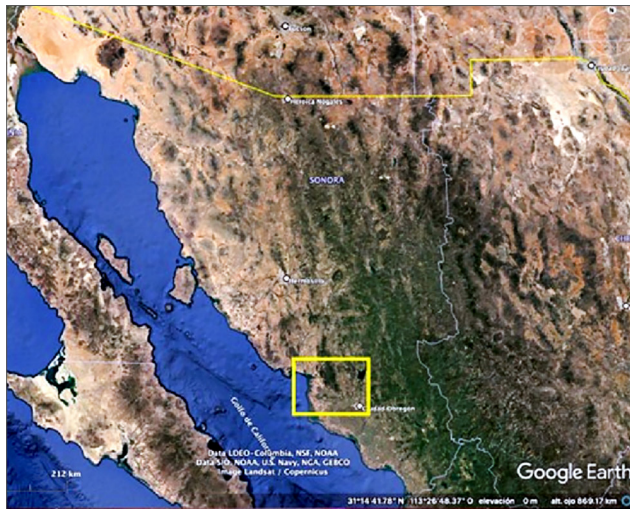 Tucson
Heroica Nogales
SONORA
Hermosillo
Ciudad Obregon
Golfo de California
Data LDEO-Columbia, NSF, NOAA
Data SIO, NOAA, U.S. Navy, NGA, GEBCO
Image Landsat / Copernicus
212 km
Google Earth
31°14'41.78" N 113°26'48.37" O elevación 0 m alt. ojo 869.17 km